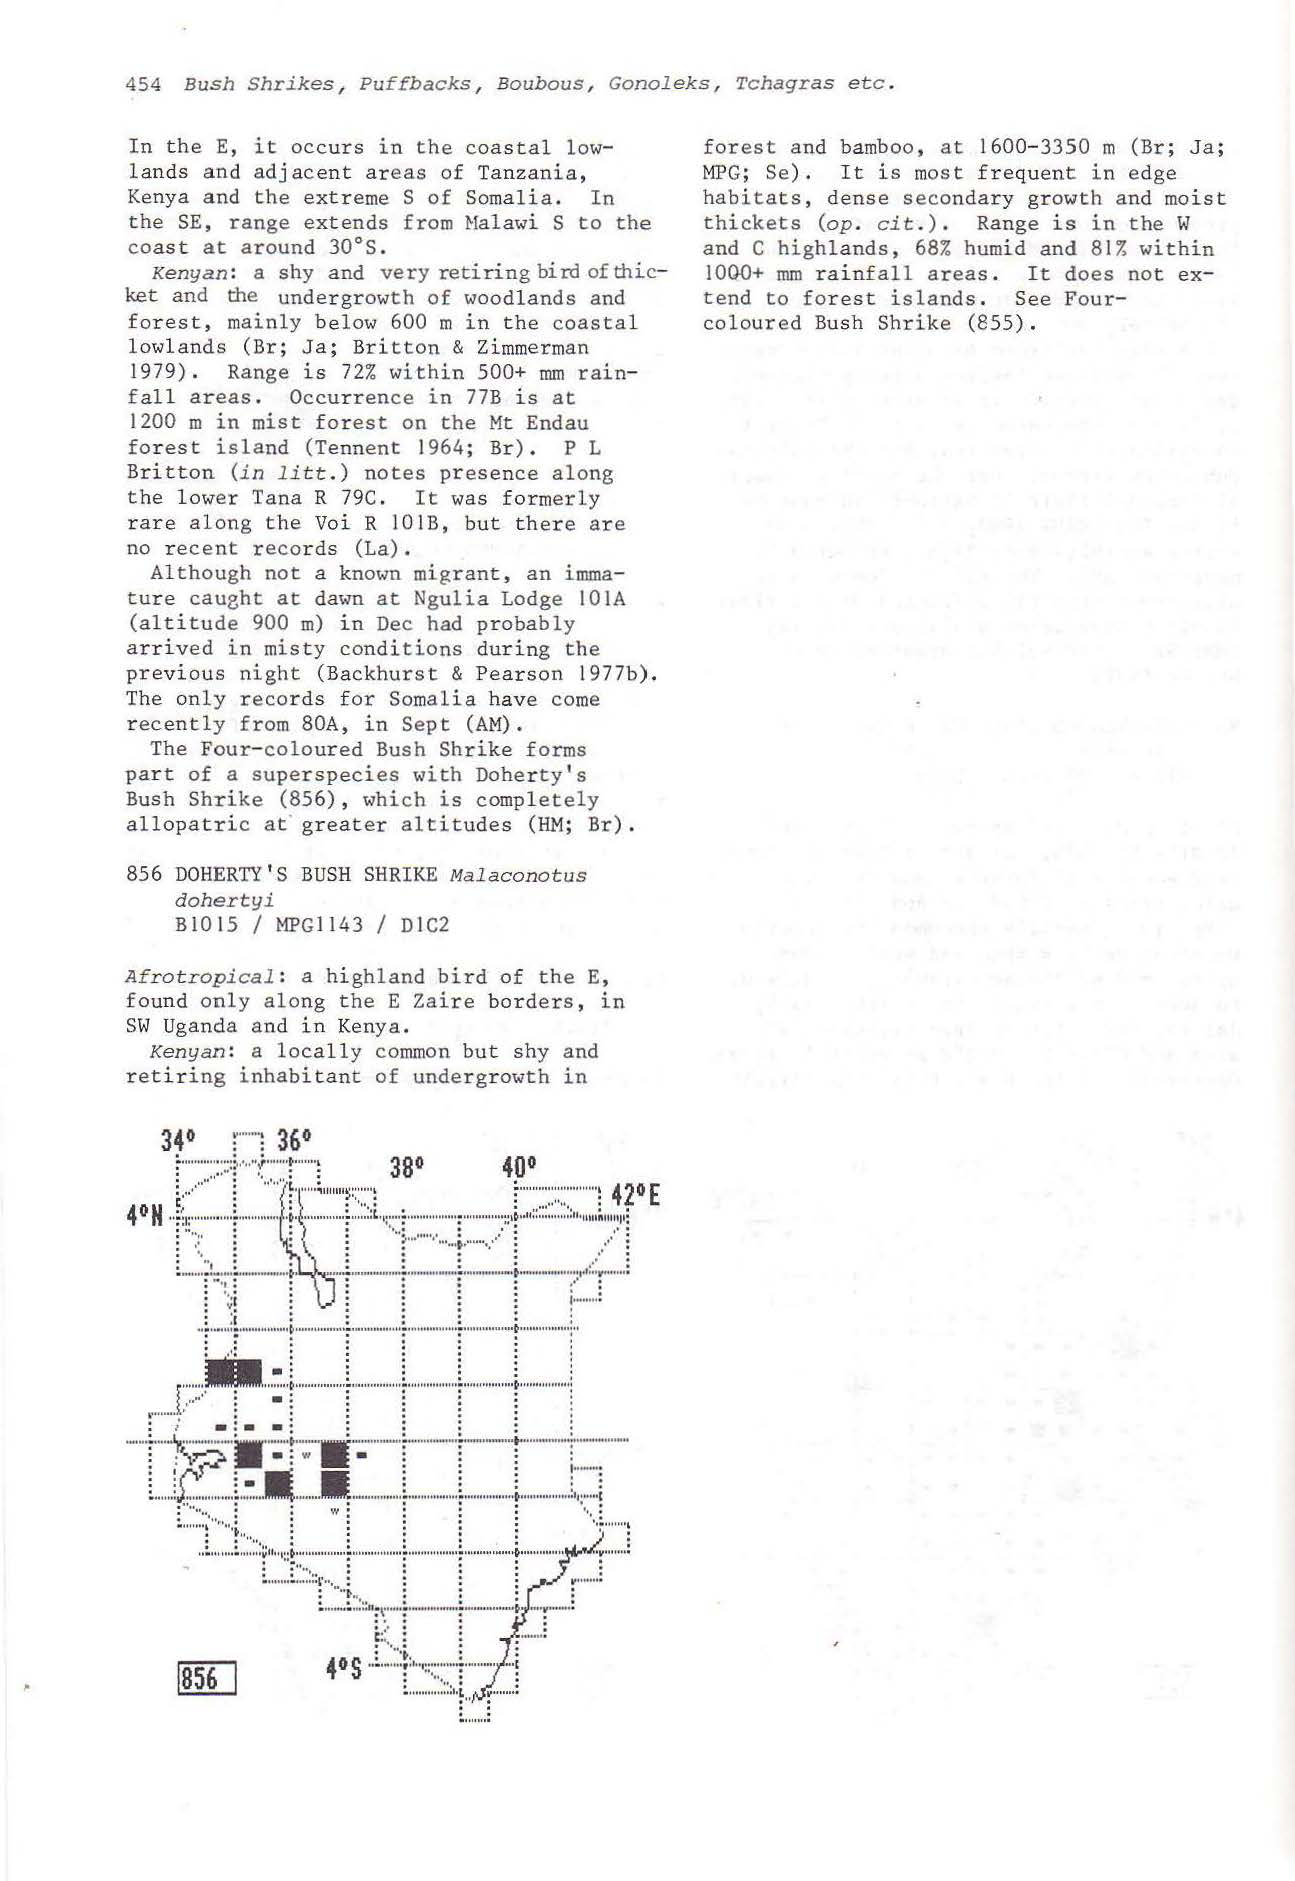 454 Bush Shrikes, Puffbacks, Boubous, Gonoleks, Tchagras etc.
In the E, it occurs in the coastal low-
lands and adjacent areas of Tanzania,
Kenya and the extreme S of Somalia. In
the SE, range extends from Malawi S to the
coast at around 30°S.
Kenyan: a shy and very retiring bird of thic-
ket and the undergrowth of woodlands and
forest, mainly below 600 m in the coastal
lowlands (Br; Ja; Britton & Zimmerman
1979). Range is 72% within 500+ mm rain-
fall areas. Occurrence in 77B is at
1200 m in mist forest on the Mt Endau
forest island (Tennent 1964; Br). P L
Britton (in litt.) notes presence along
the lower Tana R 79C. It was formerly
rare along the Voi R 101B, but there are
no recent records (La).
Although not a known migrant, an imma-
ture caught at dawn at Ngulia Lodge 101A
(altitude 900 m) in Dec had probably
arrived in misty conditions during the
previous night (Backhurst & Pearson 1977b).
The only records for Somalia have come
recently from 80A, in Sept (AM).
The Four-coloured Bush Shrike forms
part of a superspecies with Doherty's
Bush Shrike (856), which is completely
allopatric at greater altitudes (HM; Br).
856 DOHERTY'S BUSH SHRIKE Malaconotus
dohertyi
B1015 / MPG1143 / D1C2
Afrotropical: a highland bird of the E,
found only along the E Zaire borders, in
SW Uganda and in Kenya.
Kenyan: a locally common but shy and
retiring inhabitant of undergrowth in
forest and bamboo, at 1600-3350 m (Br; Ja;
MPG; Se). It is most frequent in edge
habitats, dense secondary growth and moist
thickets (op. cit.). Range is in the W
and C highlands, 68% humid and 81% within
1000+ mm rainfall areas. It does not ex-
tend to forest islands. See Four-
coloured Bush Shrike (855).
34° 36°
38° 40°
42°E
4°N
w
w
4°S
856